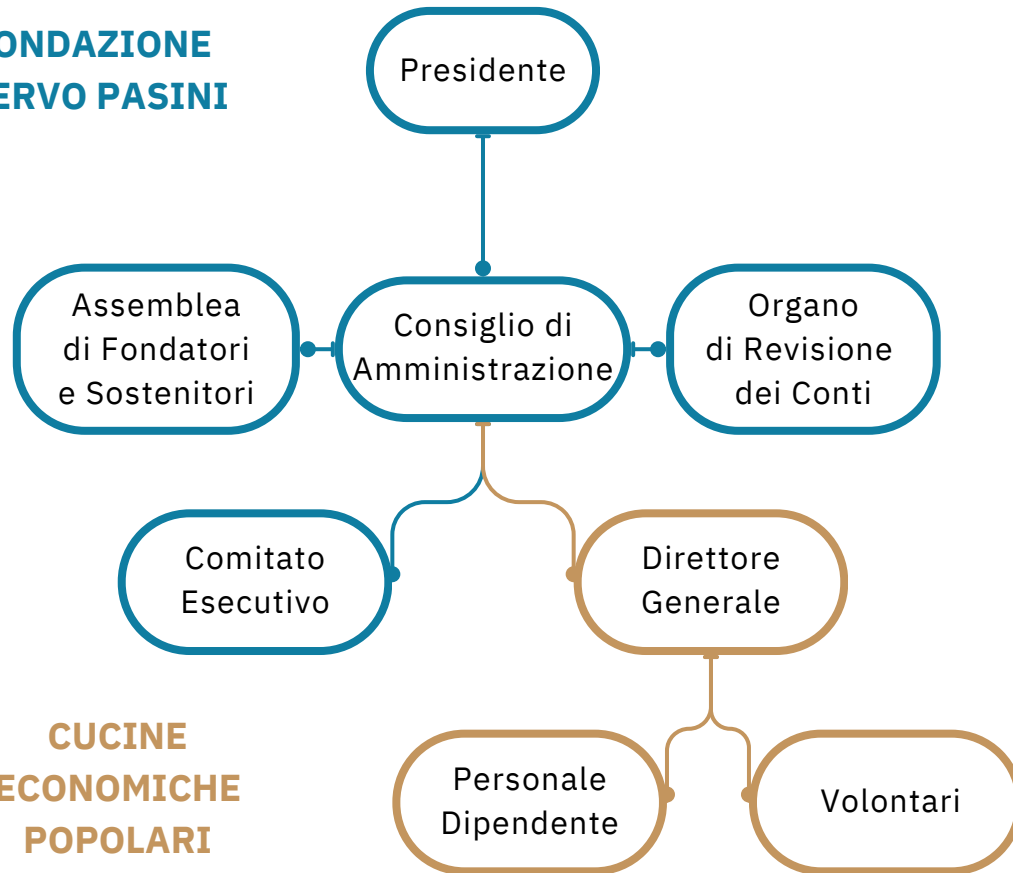 ONDAZIONE
ERVO PASINI
Presidente
Assemblea
di Fondatori
e Sostenitori
Consiglio di
Amministrazione
Organo
di Revisione
dei Conti
Comitato
Esecutivo
Direttore
Generale
CUCINE
ECONOMICHE
POPOLARI
Personale
Dipendente
Volontari